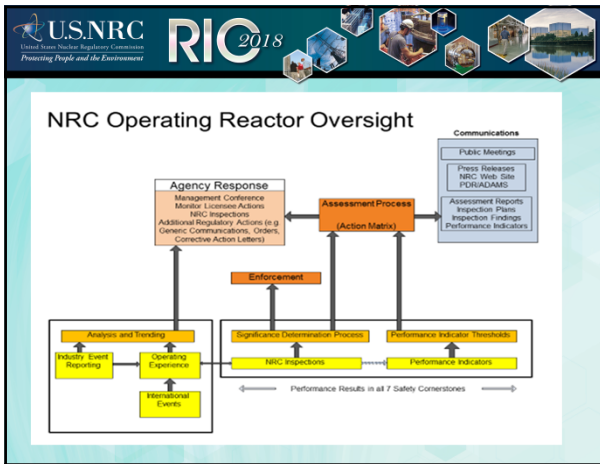 U.S.NRC
United States Nuclear Regulatory Commission
Protecting People and the Environment
RIC 2018
NRC Operating Reactor Oversight
Communications
Public Meetings
Press Releases
NRC Web Site
PDR/ADAMS
Assessment Reports
Inspection Plans
Inspection Findings
Performance Indicators
Agency Response
Management Conference
Monitor Licensee Actions
NRC Inspections
Additional Regulatory Actions (e.g.
Generic Communications, Orders,
Corrective Action Letters)
Assessment Process
(Action Matrix)
Enforcement
Analysis and Trending
Significance Determination Process
Performance Indicator Thresholds
Industry Event
Reporting
Operating
Experience
NRC Inspections
Performance Indicators
International
Events
Performance Results in all 7 Safety Cornerstones